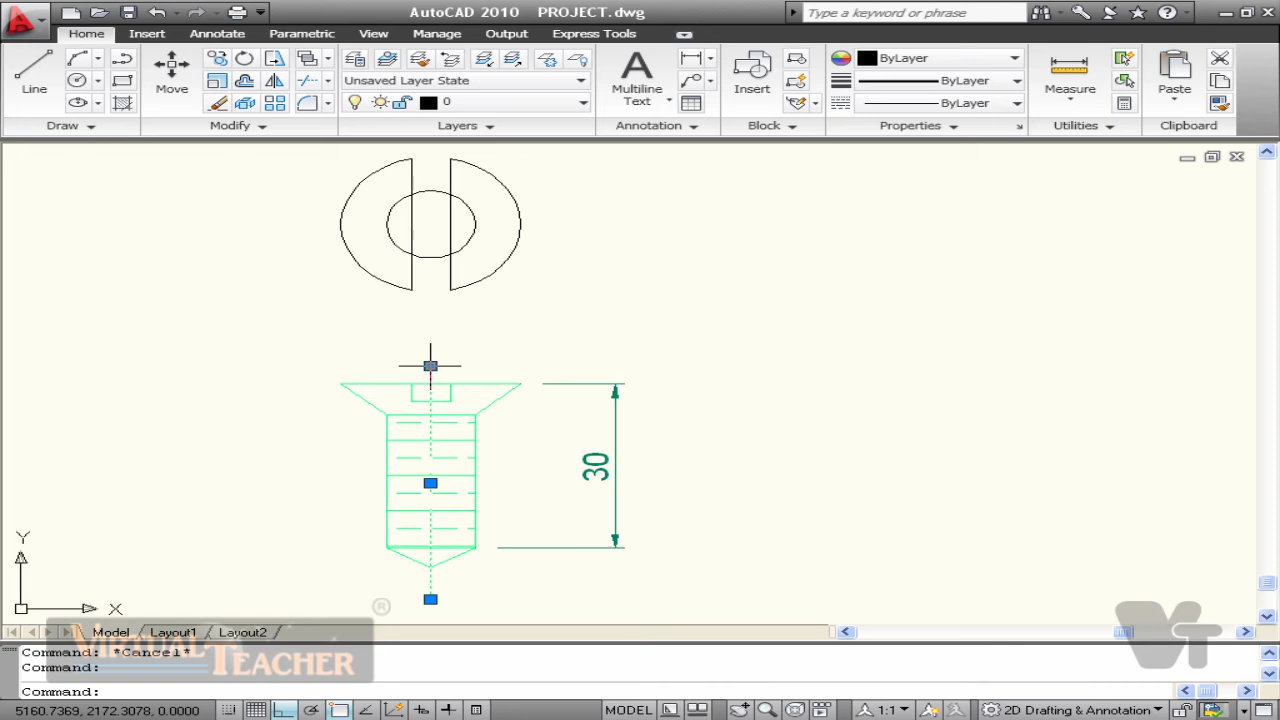 AutoCAD 2010 PROJECT.dwg
Type a keyword or phrase
Home Insert Annotate Parametric View Manage Output Express Tools
Line
Move
Unsaved Layer State
0
Multiline
Text
Insert
ByLayer
ByLayer
ByLayer
Measure
Paste
Draw Modify Layers Annotation Block Properties Utilities Clipboard
30
Y
X
®
Model Layout1 Layout2
VIRTUAL
TEACHER
VT
Command: *Cancel*
Command:
Command:
5160.7369, 2172.3078, 0.0000
MODEL
1:1
2D Drafting & Annotation